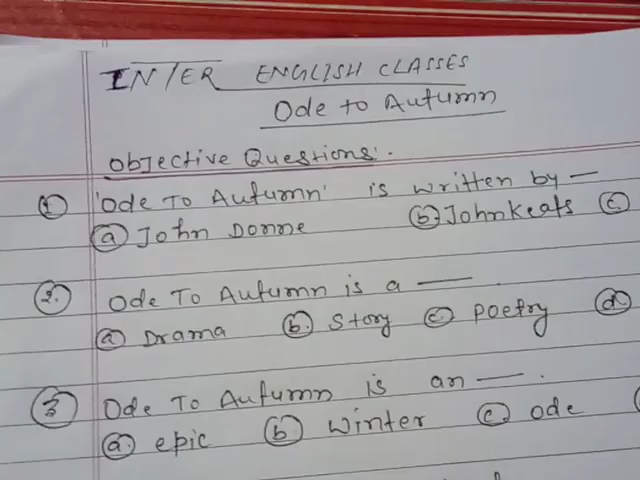 INTER ENGLISH CLASSES
Ode to Autumn
Objective Questions:.
① 'Ode To Autumn' is written by —
ⓐ John Donne ⓑ John Keats ⓒ
②. Ode To Autumn is a —
ⓐ Drama ⓑ. Story ⓒ. Poetry ⓓ
③ Ode To Autumn is an —.
ⓐ. epic ⓑ Winter ⓒ ode